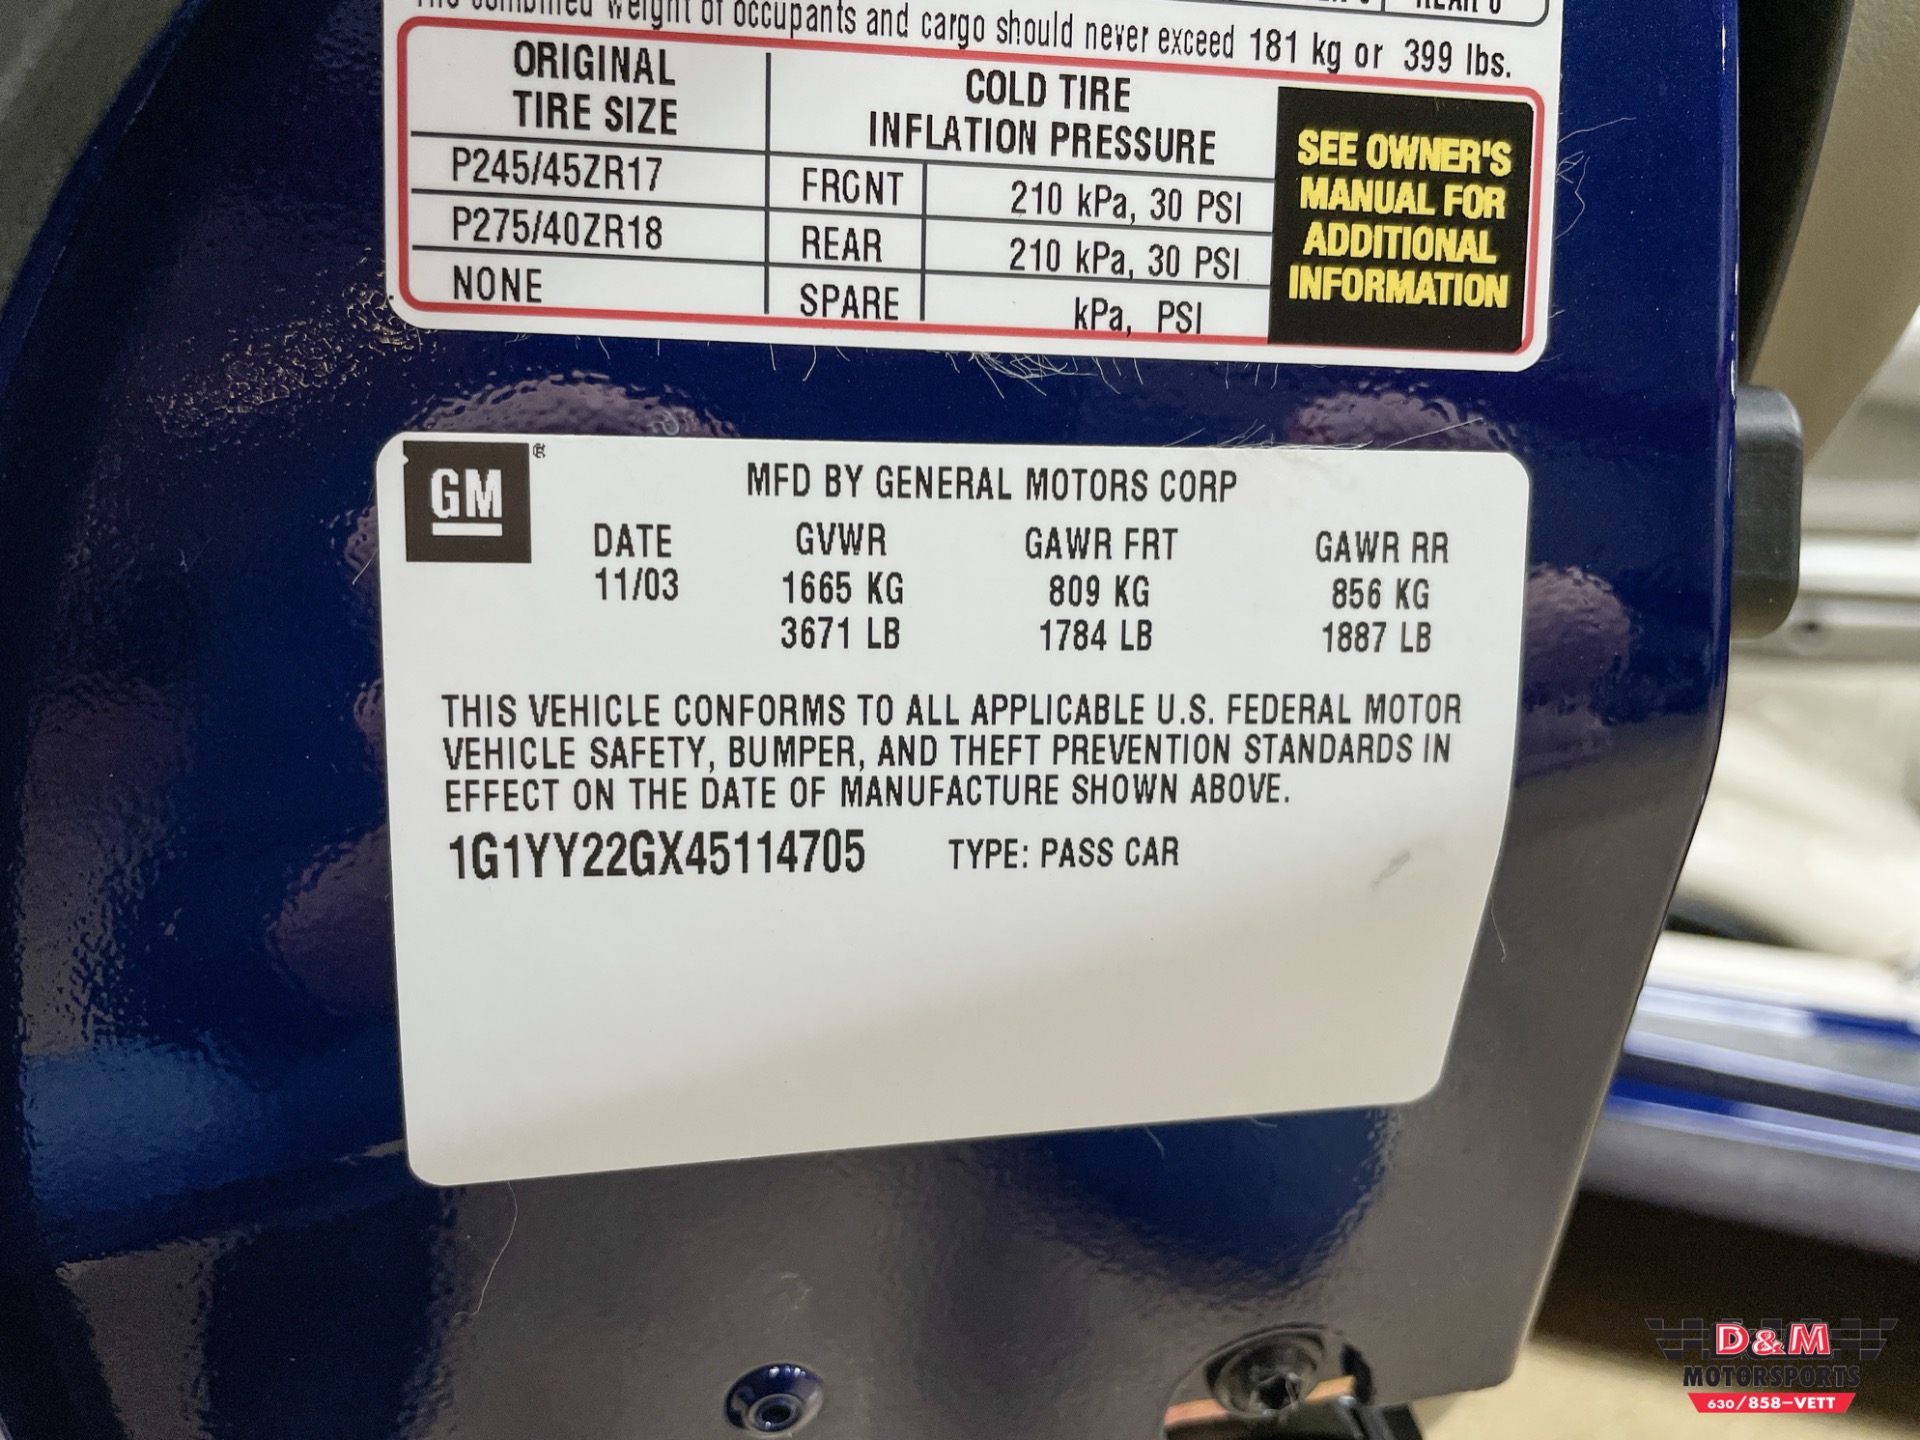 The combined weight of occupants and cargo should never exceed 181 kg or 399 lbs.
ORIGINAL TIRE SIZE
COLD TIRE INFLATION PRESSURE
P245/45ZR17 FRONT 210 kPa, 30 PSI
P275/40ZR18 REAR 210 kPa, 30 PSI
NONE SPARE kPa, PSI
SEE OWNER'S
MANUAL FOR
ADDITIONAL
INFORMATION
GM
MFD BY GENERAL MOTORS CORP
DATE GVWR GAWR FRT GAWR RR
11/03 1665 KG 809 KG 856 KG
3671 LB 1784 LB 1887 LB
THIS VEHICLE CONFORMS TO ALL APPLICABLE U.S. FEDERAL MOTOR
VEHICLE SAFETY, BUMPER, AND THEFT PREVENTION STANDARDS IN
EFFECT ON THE DATE OF MANUFACTURE SHOWN ABOVE.
1G1YY22GX45114705 TYPE: PASS CAR
D&M
MOTORSPORTS
630/858-VETT